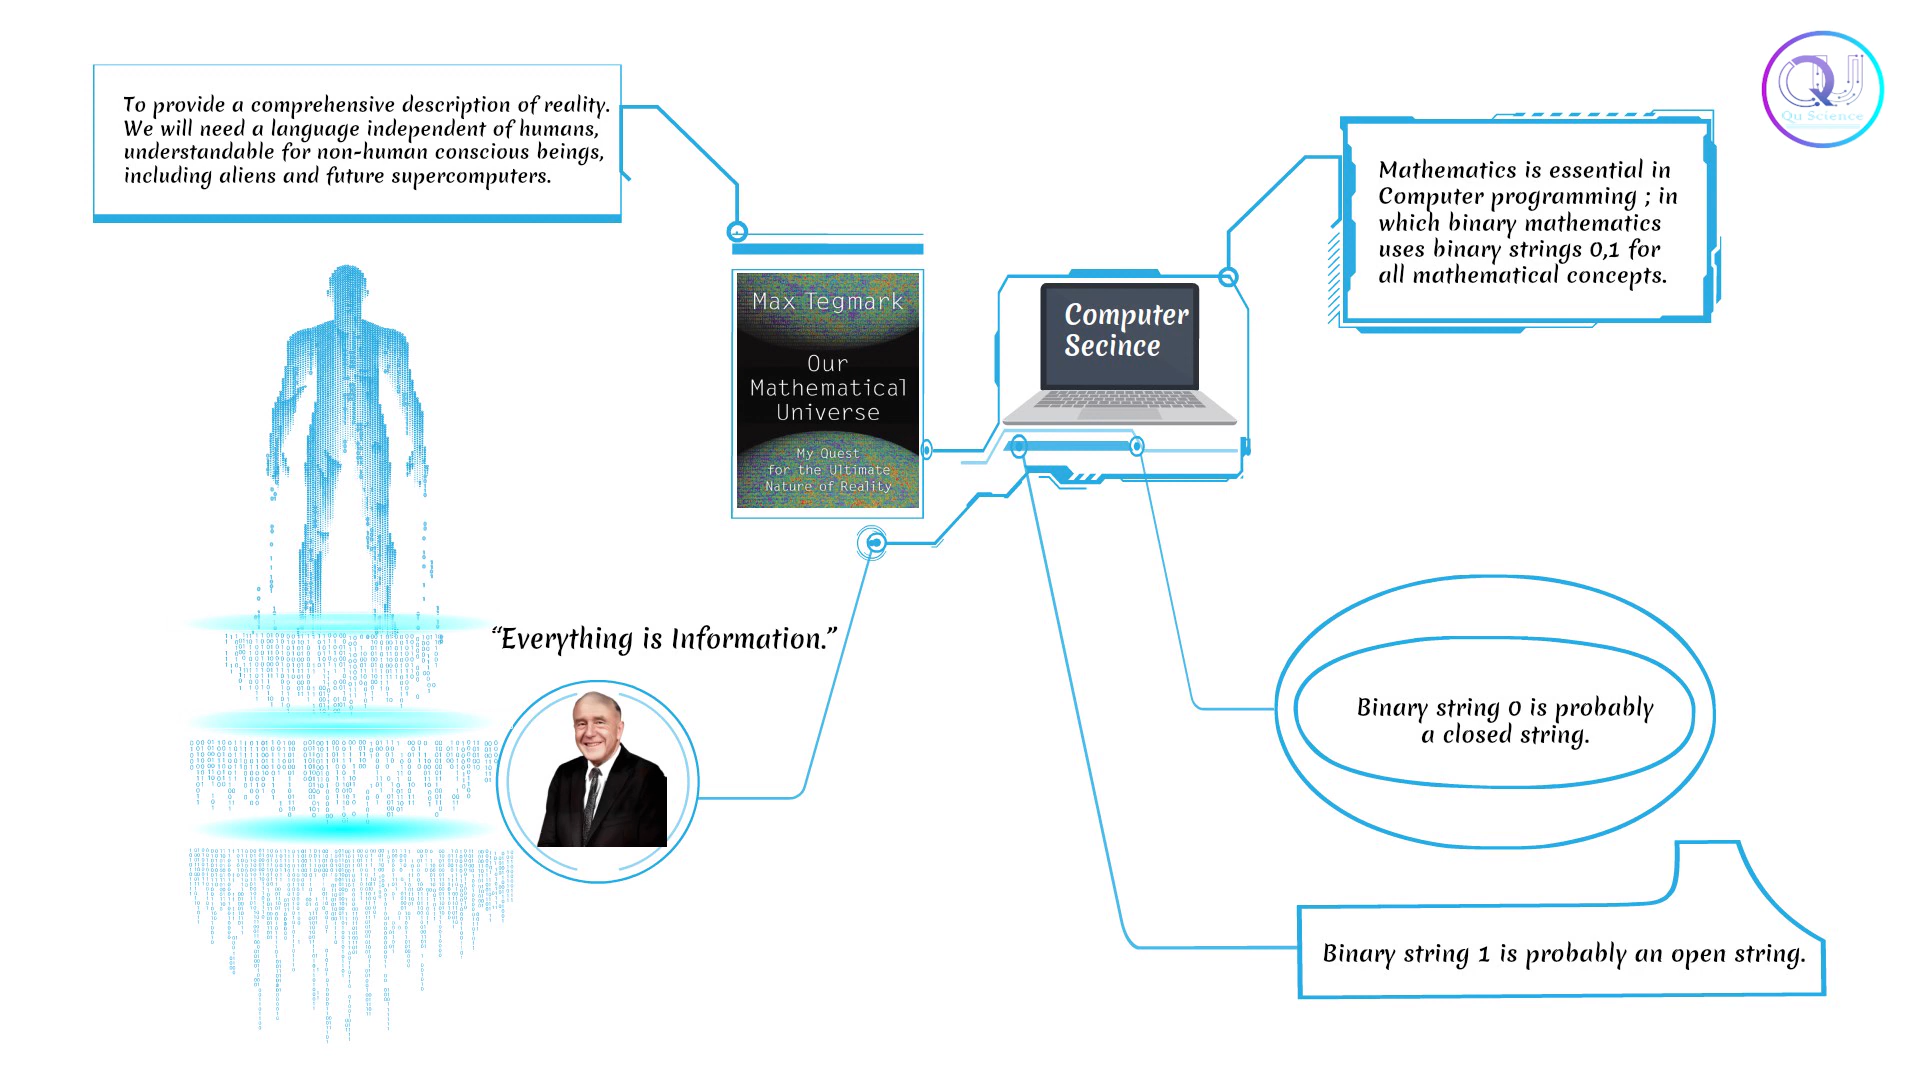 To provide a comprehensive description of reality.
We will need a language independent of humans,
understandable for non-human conscious beings,
including aliens and future supercomputers.
Max Tegmark
Our
Mathematical
Universe
My Quest
for the Ultimate
Nature of Reality
Computer
Secince
Mathematics is essential in
Computer programming ; in
which binary mathematics
uses binary strings 0,1 for
all mathematical concepts.
QU
Qu Science
“Everything is Information.”
Binary string 0 is probably
a closed string.
Binary string 1 is probably an open string.